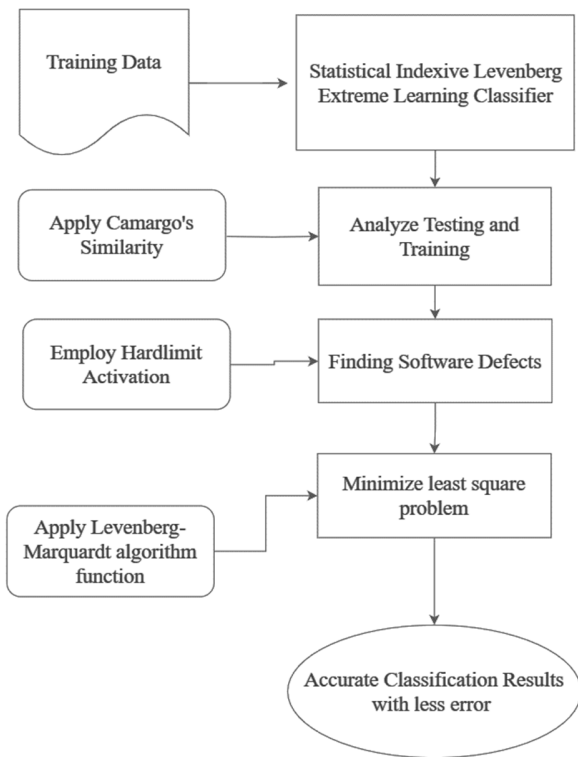 Training Data
Statistical Indexive Levenberg
Extreme Learning Classifier
Apply Camargo's
Similarity
Analyze Testing and
Training
Employ Hardlimit
Activation
Finding Software Defects
Minimize least square
problem
Apply Levenberg-
Marquardt algorithm
function
Accurate Classification Results
with less error